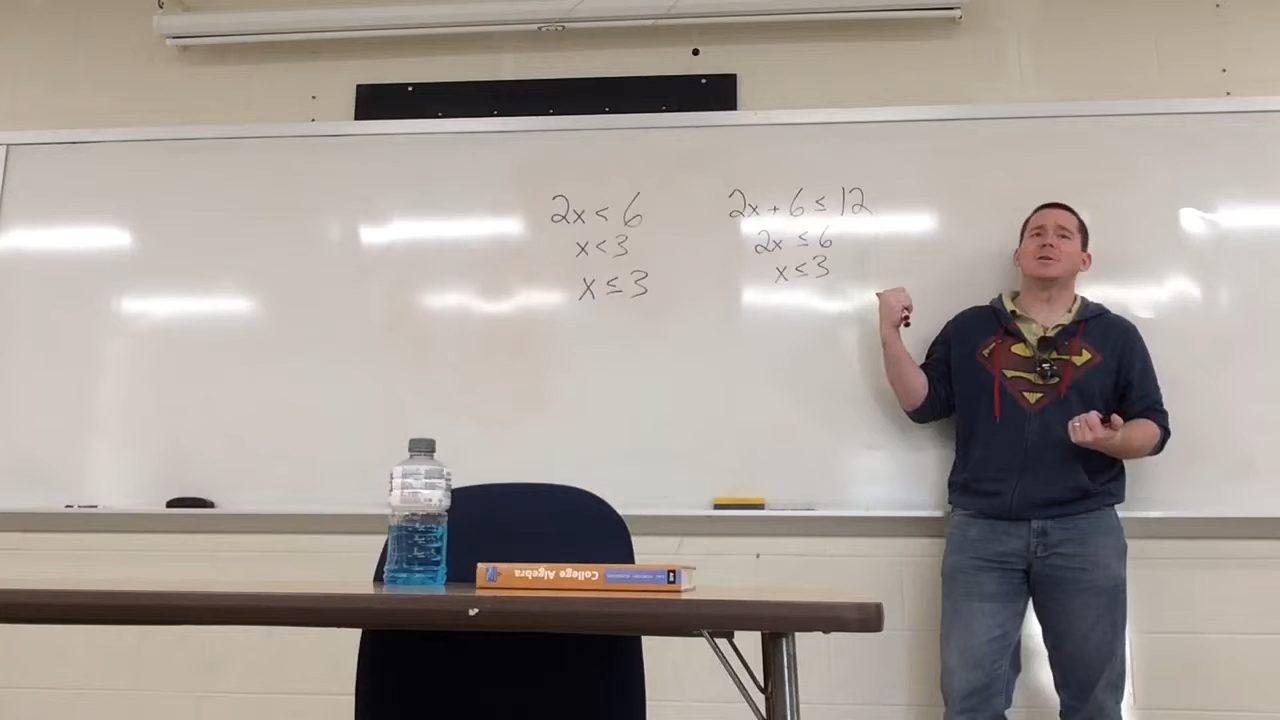 2x < 6
x < 3
x ≤ 3
2x + 6 ≤ 12
2x ≤ 6
x ≤ 3
College Algebra